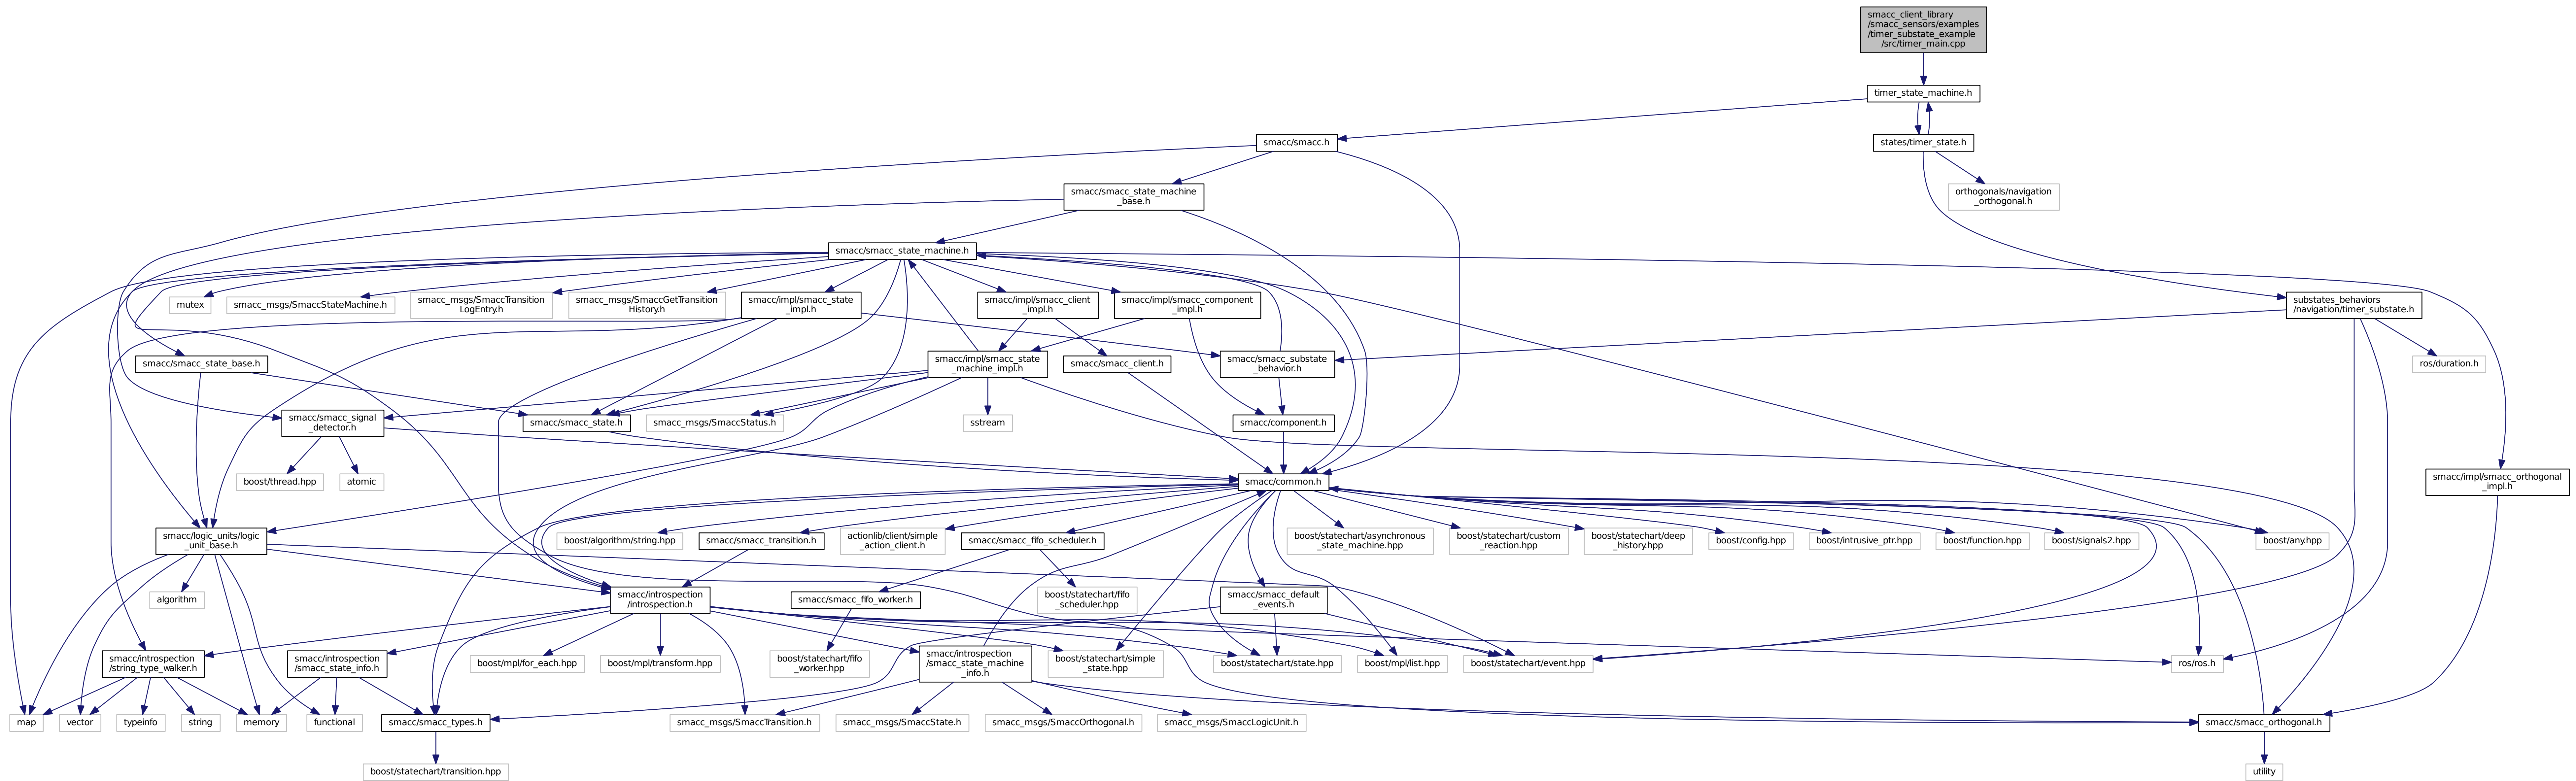 smacc_client_library
/smacc_sensors/examples
/timer_substate_example
/src/timer_main.cpp
timer_state_machine.h
smacc/smacc.h
states/timer_state.h
smacc/smacc_state_machine
_base.h
orthogonals/navigation
_orthogonal.h
smacc/smacc_state_machine.h
mutex
smacc_msgs/SmaccStateMachine.h
smacc_msgs/SmaccTransition
LogEntry.h
smacc_msgs/SmaccGetTransition
History.h
smacc/impl/smacc_state
_impl.h
smacc/impl/smacc_client
_impl.h
smacc/impl/smacc_component
_impl.h
substates_behaviors
/navigation/timer_substate.h
smacc/smacc_state_base.h
smacc/impl/smacc_state
_machine_impl.h
smacc/smacc_client.h
smacc/smacc_substate
_behavior.h
ros/duration.h
smacc/smacc_signal
_detector.h
smacc/smacc_state.h
smacc_msgs/SmaccStatus.h
sstream
smacc/component.h
boost/thread.hpp
atomic
smacc/common.h
smacc/impl/smacc_orthogonal
_impl.h
smacc/logic_units/logic
_unit_base.h
boost/algorithm/string.hpp
smacc/smacc_transition.h
actionlib/client/simple
_action_client.h
smacc/smacc_fifo_scheduler.h
boost/statechart/asynchronous
_state_machine.hpp
boost/statechart/custom
_reaction.hpp
boost/statechart/deep
_history.hpp
boost/config.hpp
boost/intrusive_ptr.hpp
boost/function.hpp
boost/signals2.hpp
boost/any.hpp
algorithm
smacc/introspection
/introspection.h
smacc/smacc_fifo_worker.h
boost/statechart/fifo
_scheduler.hpp
smacc/smacc_default
_events.h
smacc/introspection
/string_type_walker.h
smacc/introspection
/smacc_state_info.h
boost/mpl/for_each.hpp
boost/mpl/transform.hpp
boost/statechart/fifo
_worker.hpp
smacc/introspection
/smacc_state_machine
_info.h
boost/statechart/simple
_state.hpp
boost/statechart/state.hpp
boost/mpl/list.hpp
boost/statechart/event.hpp
ros/ros.h
map
vector
typeinfo
string
memory
functional
smacc/smacc_types.h
smacc_msgs/SmaccTransition.h
smacc_msgs/SmaccState.h
smacc_msgs/SmaccOrthogonal.h
smacc_msgs/SmaccLogicUnit.h
smacc/smacc_orthogonal.h
boost/statechart/transition.hpp
utility